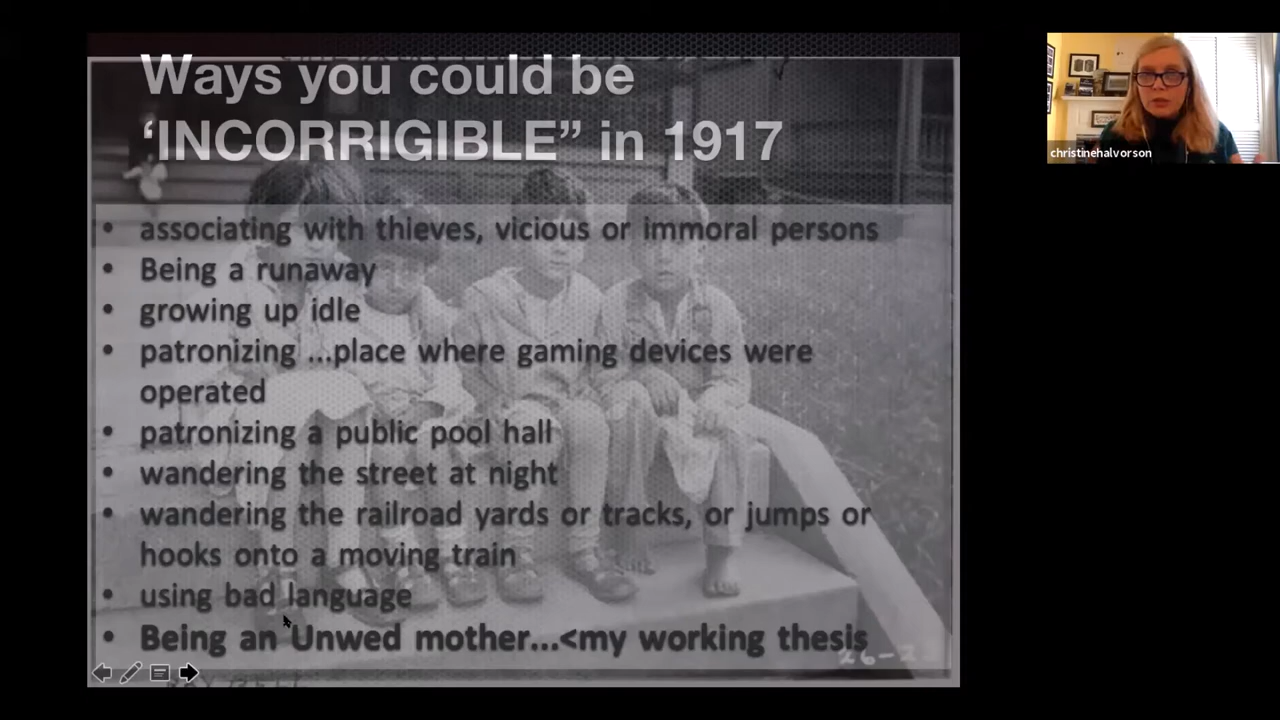 Ways you could be
‘INCORRIGIBLE” in 1917
• associating with thieves, vicious or immoral persons
• Being a runaway
• growing up idle
• patronizing ...place where gaming devices were
operated
• patronizing a public pool hall
• wandering the street at night
• wandering the railroad yards or tracks, or jumps or
hooks onto a moving train
• using bad language
• Being an Unwed mother...<my working thesis
christinehalvorson